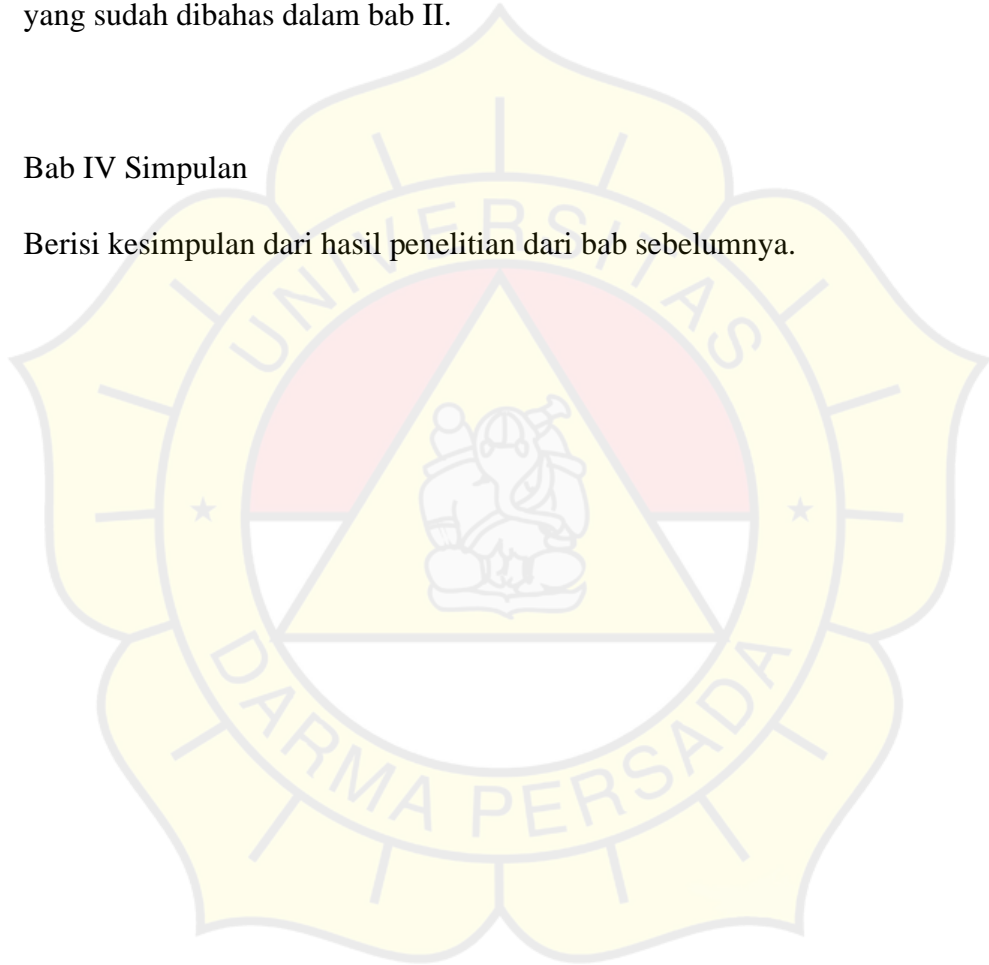 yang sudah dibahas dalam bab II.
Bab IV Simpulan
Berisi kesimpulan dari hasil penelitian dari bab sebelumnya.
UNIVERSITAS
DARMA PERSADA